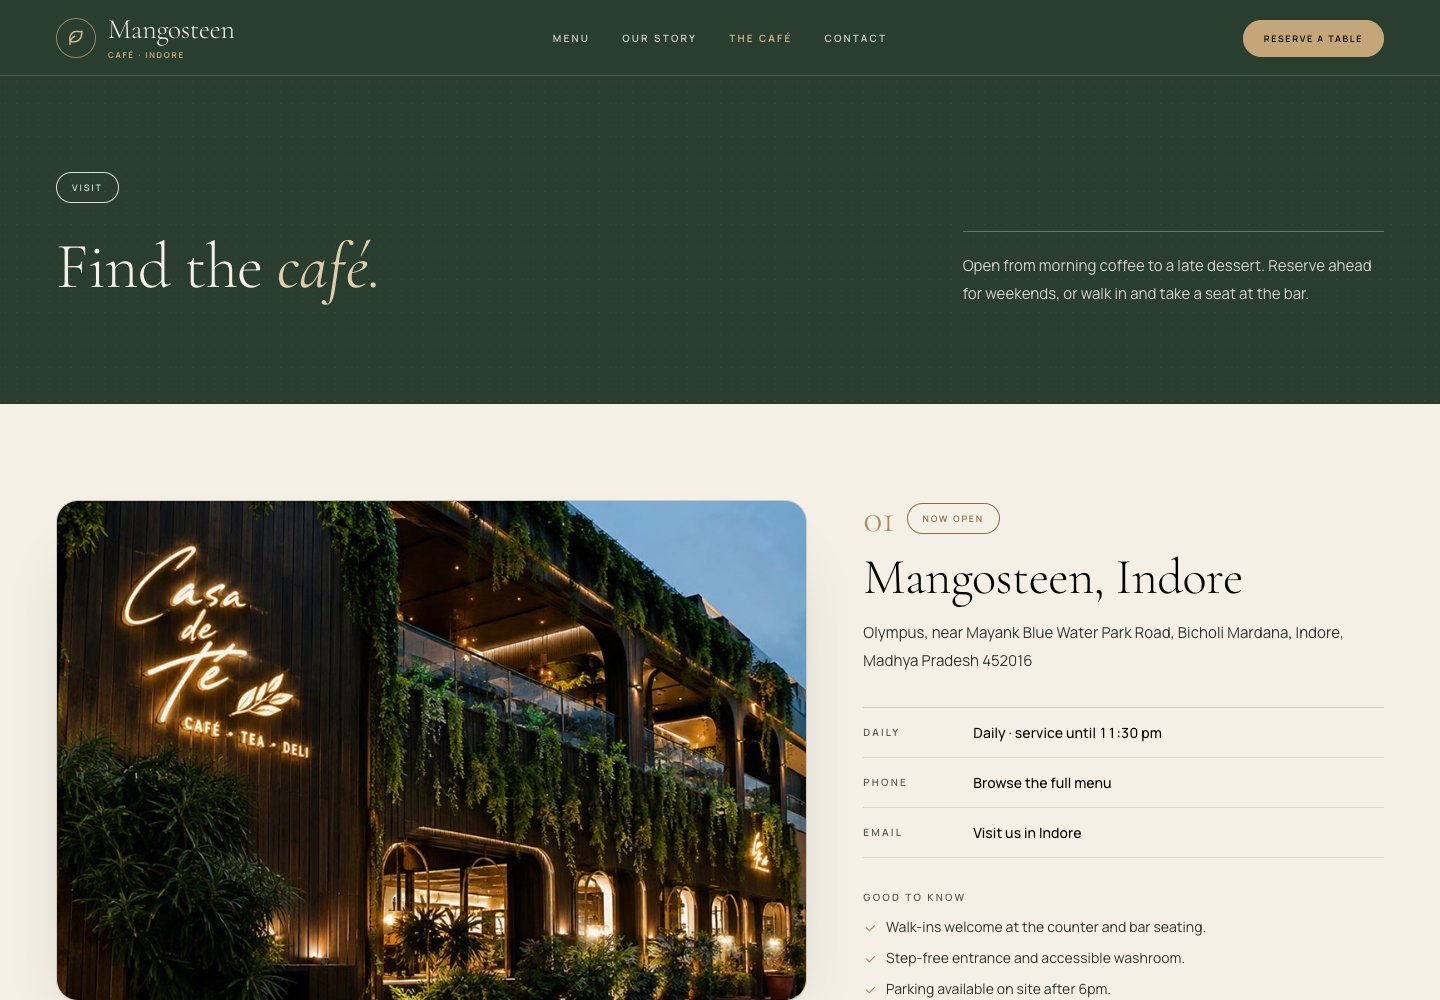 Mangosteen
CAFÉ · INDORE
MENU
OUR STORY
THE CAFÉ
CONTACT
RESERVE A TABLE
VISIT
Find the café.
Open from morning coffee to a late dessert. Reserve ahead
for weekends, or walk in and take a seat at the bar.
Casa
de
Té
CAFÉ · TEA · DELI
01
NOW OPEN
Mangosteen, Indore
Olympus, near Mayank Blue Water Park Road, Bicholi Mardana, Indore,
Madhya Pradesh 452016
DAILY
Daily · service until 11:30 pm
PHONE
Browse the full menu
EMAIL
Visit us in Indore
GOOD TO KNOW
Walk-ins welcome at the counter and bar seating.
Step-free entrance and accessible washroom.
Parking available on site after 6pm.